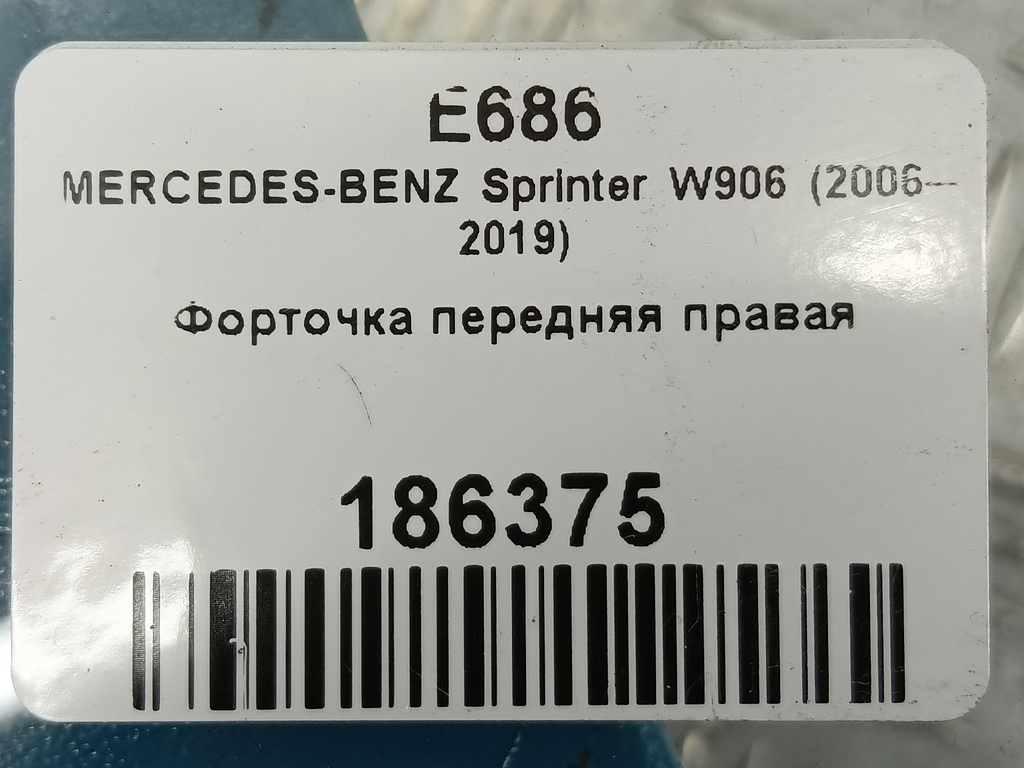 E686
MERCEDES-BENZ Sprinter W906 (2006—
2019)
Форточка передняя правая
186375